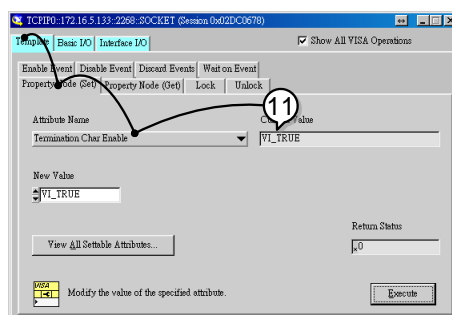 TCPIP0::172.16.5.133::2268::SOCKET (Session 0x02DC0678)
Template Basic I/O Interface I/O Show All VISA Operations
Enable Event Disable Event Discard Events Wait on Event
Property Node (Set) Property Node (Get) Lock Unlock
11
Attribute Name Value
Termination Char Enable VI_TRUE
New Value
VI_TRUE
Return Status
View All Settable Attributes... x0
VISA Modify the value of the specified attribute. Execute